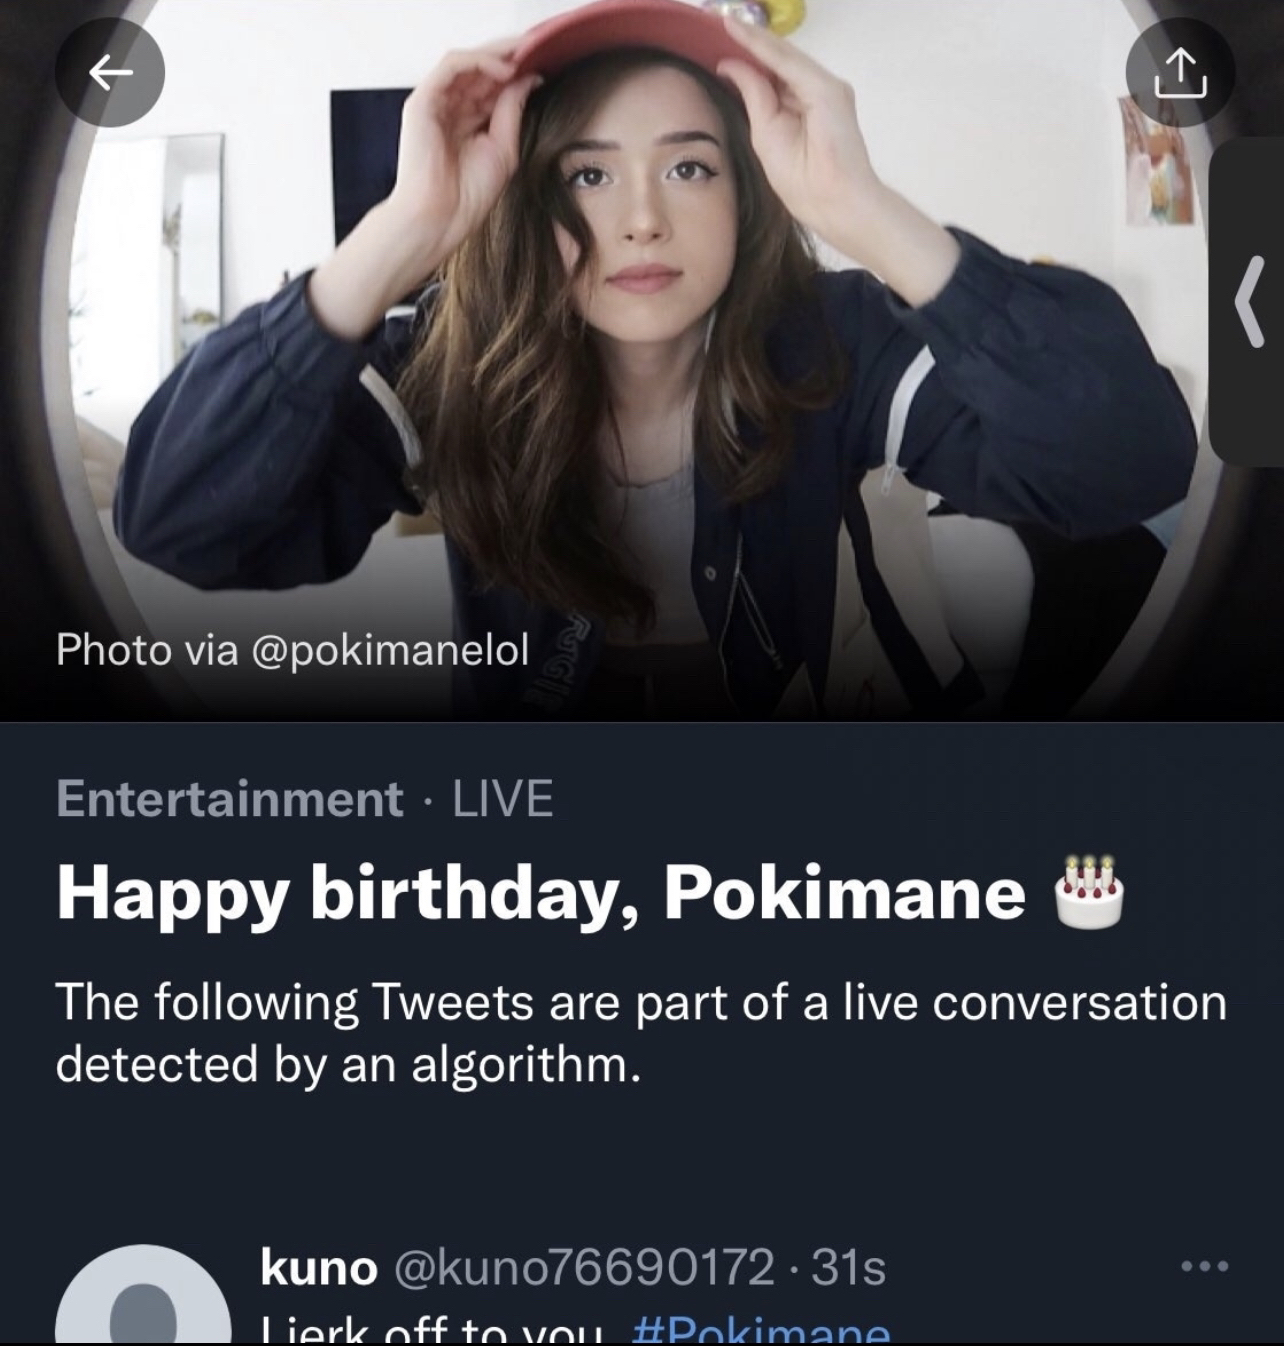 Photo via @pokimanelol
Entertainment · LIVE
Happy birthday, Pokimane 🎂
The following Tweets are part of a live conversation
detected by an algorithm.
kuno @kuno76690172 · 31s
I jerk off to you #Pokimane